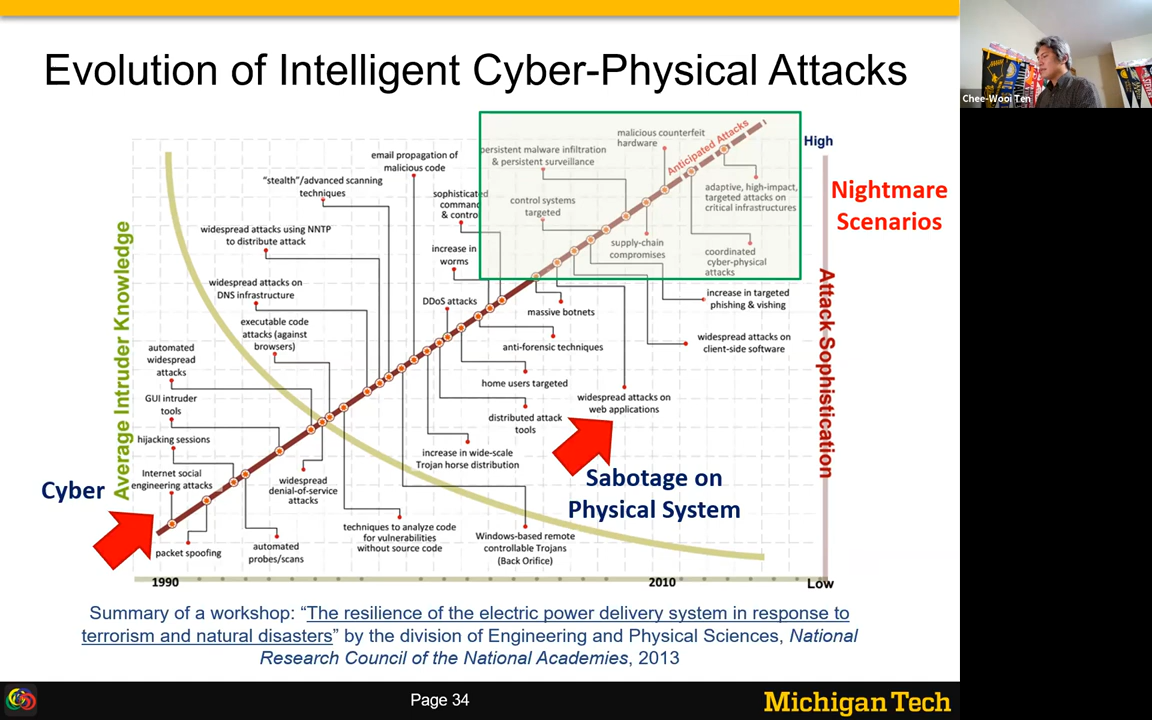 Evolution of Intelligent Cyber-Physical Attacks
Chee-Wooi Ten
email propagation of
malicious code
"stealth"/advanced scanning
techniques
widespread attacks using NNTP
to distribute attack
widespread attacks on
DNS infrastructure
executable code
attacks (against
browsers)
automated
widespread
attacks
GUI intruder
tools
hijacking sessions
Internet social
engineering attacks
packet spoofing
automated
probes/scans
widespread
denial-of-service
attacks
techniques to analyze code
for vulnerabilities
without source code
Windows-based remote
controllable Trojans
(Back Orifice)
increase in wide-scale
Trojan horse distribution
distributed attack
tools
home users targeted
anti-forensic techniques
massive botnets
widespread attacks on
web applications
DDoS attacks
increase in
worms
sophisticated
command
& control
persistent malware infiltration
& persistent surveillance
control systems
targeted
malicious counterfeit
hardware
Anticipated Attacks
adaptive, high-impact,
targeted attacks on
critical infrastructures
supply-chain
compromises
coordinated
cyber-physical
attacks
increase in targeted
phishing & vishing
widespread attacks on
client-side software
Average Intruder Knowledge
Attack Sophistication
High
Low
Nightmare
Scenarios
Cyber
Sabotage on
Physical System
1990
2010
Summary of a workshop: “The resilience of the electric power delivery system in response to
terrorism and natural disasters” by the division of Engineering and Physical Sciences, National
Research Council of the National Academies, 2013
Page 34
Michigan Tech